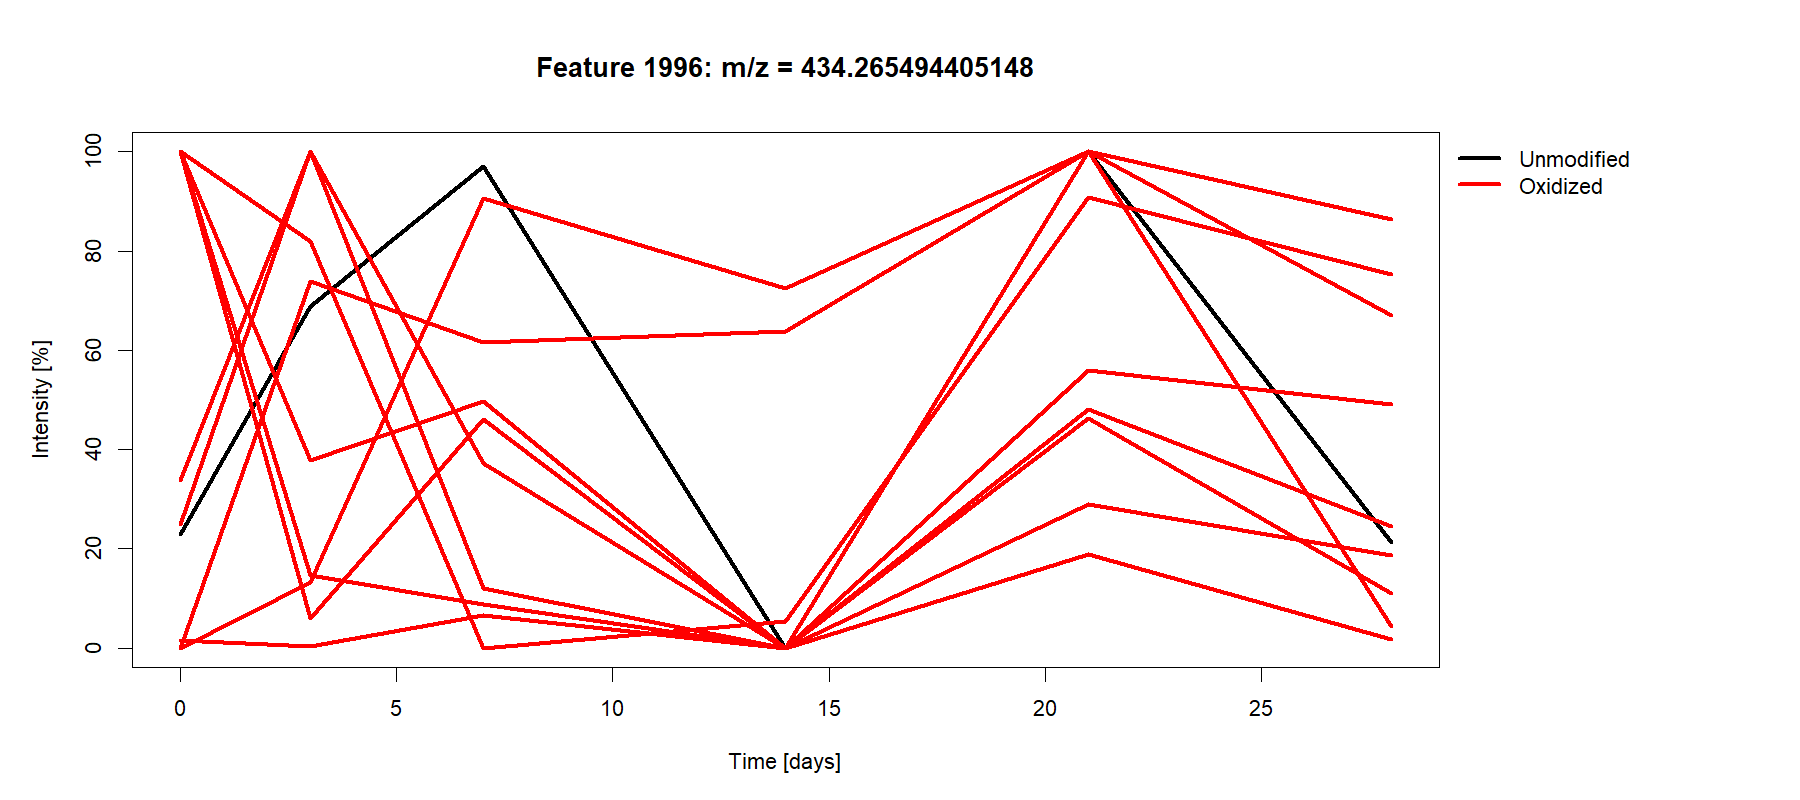 Feature 1996: m/z = 434.265494405148
Unmodified
Oxidized
Intensity [%]
100
80
60
40
20
0
0 5 10 15 20 25
Time [days]